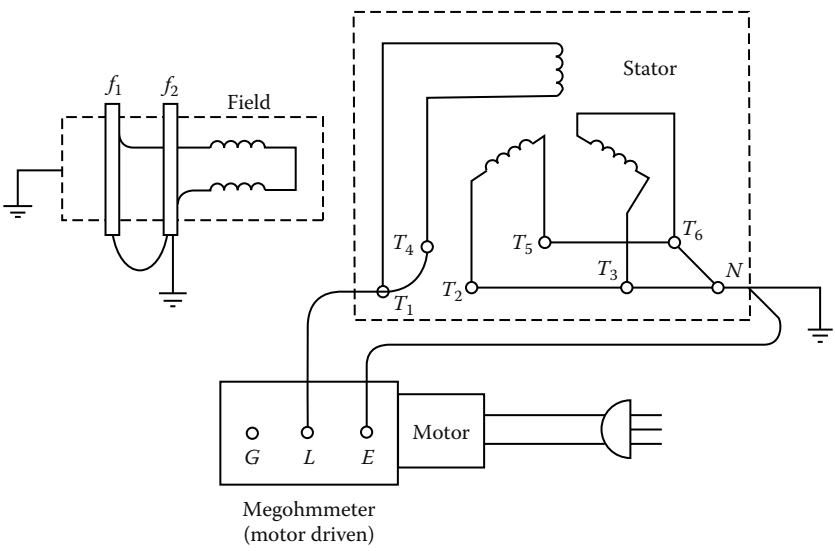 f1
f2
Field
Stator
T4
T5
T6
T1
T2
T3
N
G
L
E
Motor
Megohmmeter
(motor driven)